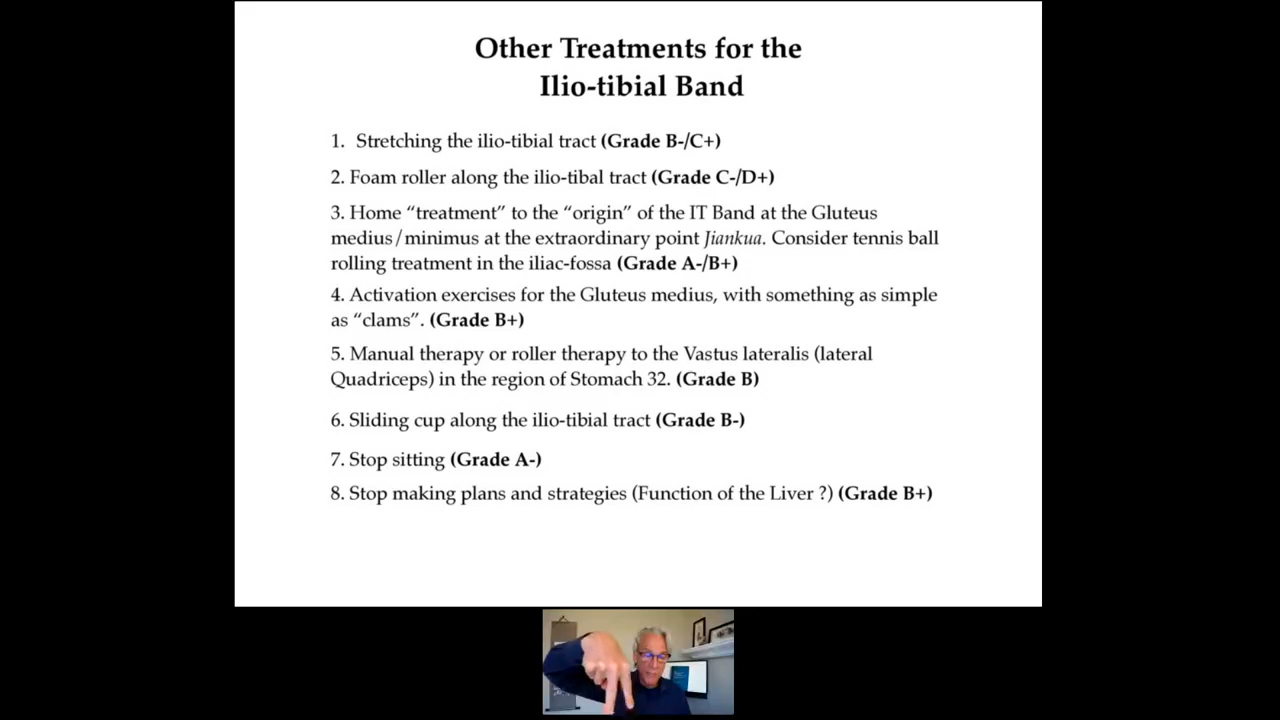 Other Treatments for the
Ilio-tibial Band
1. Stretching the ilio-tibial tract (Grade B-/C+)
2. Foam roller along the ilio-tibal tract (Grade C-/D+)
3. Home “treatment” to the “origin” of the IT Band at the Gluteus
medius/minimus at the extraordinary point Jiankua. Consider tennis ball
rolling treatment in the iliac-fossa (Grade A-/B+)
4. Activation exercises for the Gluteus medius, with something as simple
as “clams”. (Grade B+)
5. Manual therapy or roller therapy to the Vastus lateralis (lateral
Quadriceps) in the region of Stomach 32. (Grade B)
6. Sliding cup along the ilio-tibial tract (Grade B-)
7. Stop sitting (Grade A-)
8. Stop making plans and strategies (Function of the Liver ?) (Grade B+)